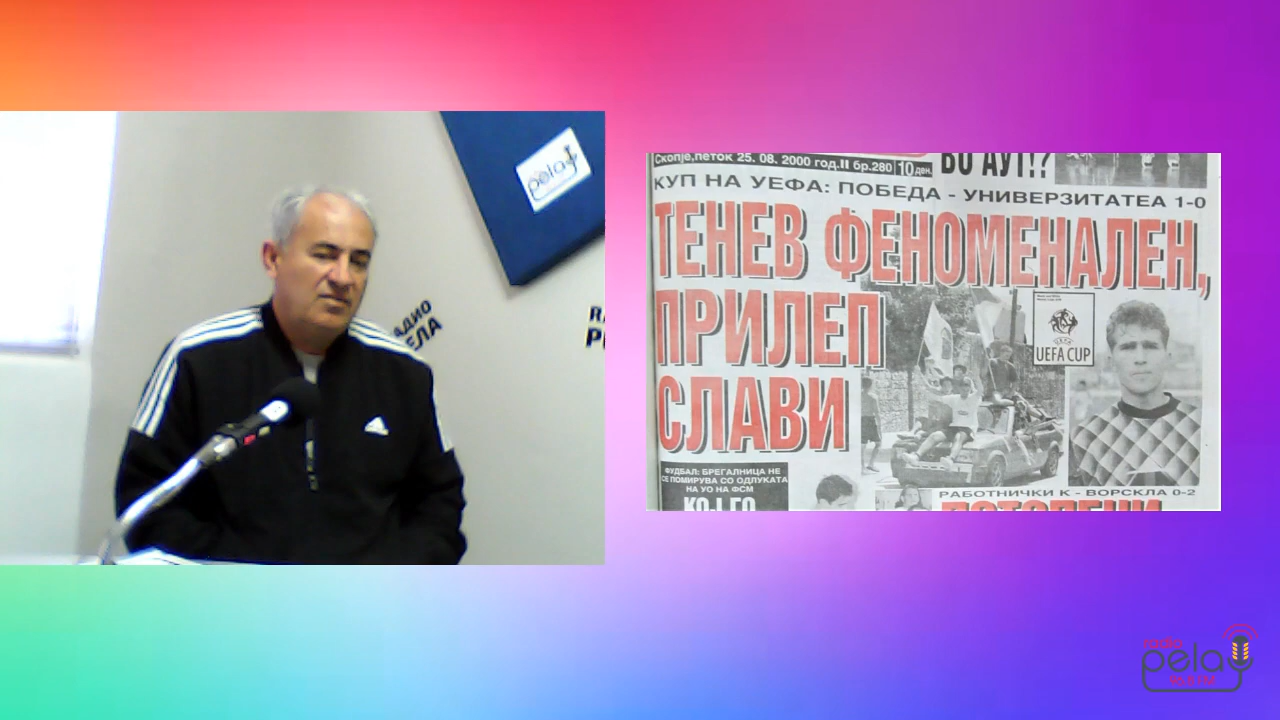 pela
РАДИО
ПЕЛА
Скопје,петок 25. 08. 2000 год.II бр.280 10 ден.
ВО АУТ!?
КУП НА УЕФА: ПОБЕДА - УНИВЕРЗИТАТЕА 1-0
ТЕНЕВ ФЕНОМЕНАЛЕН,
ПРИЛЕП
СЛАВИ
UEFA CUP
ФУДБАЛ: БРЕГАЛНИЦА НЕ
СЕ ПОМИРУВА СО ОДЛУКАТА
НА УО НА ФСМ
РАБОТНИЧКИ К - ВОРСКЛА 0-2
radio
pela